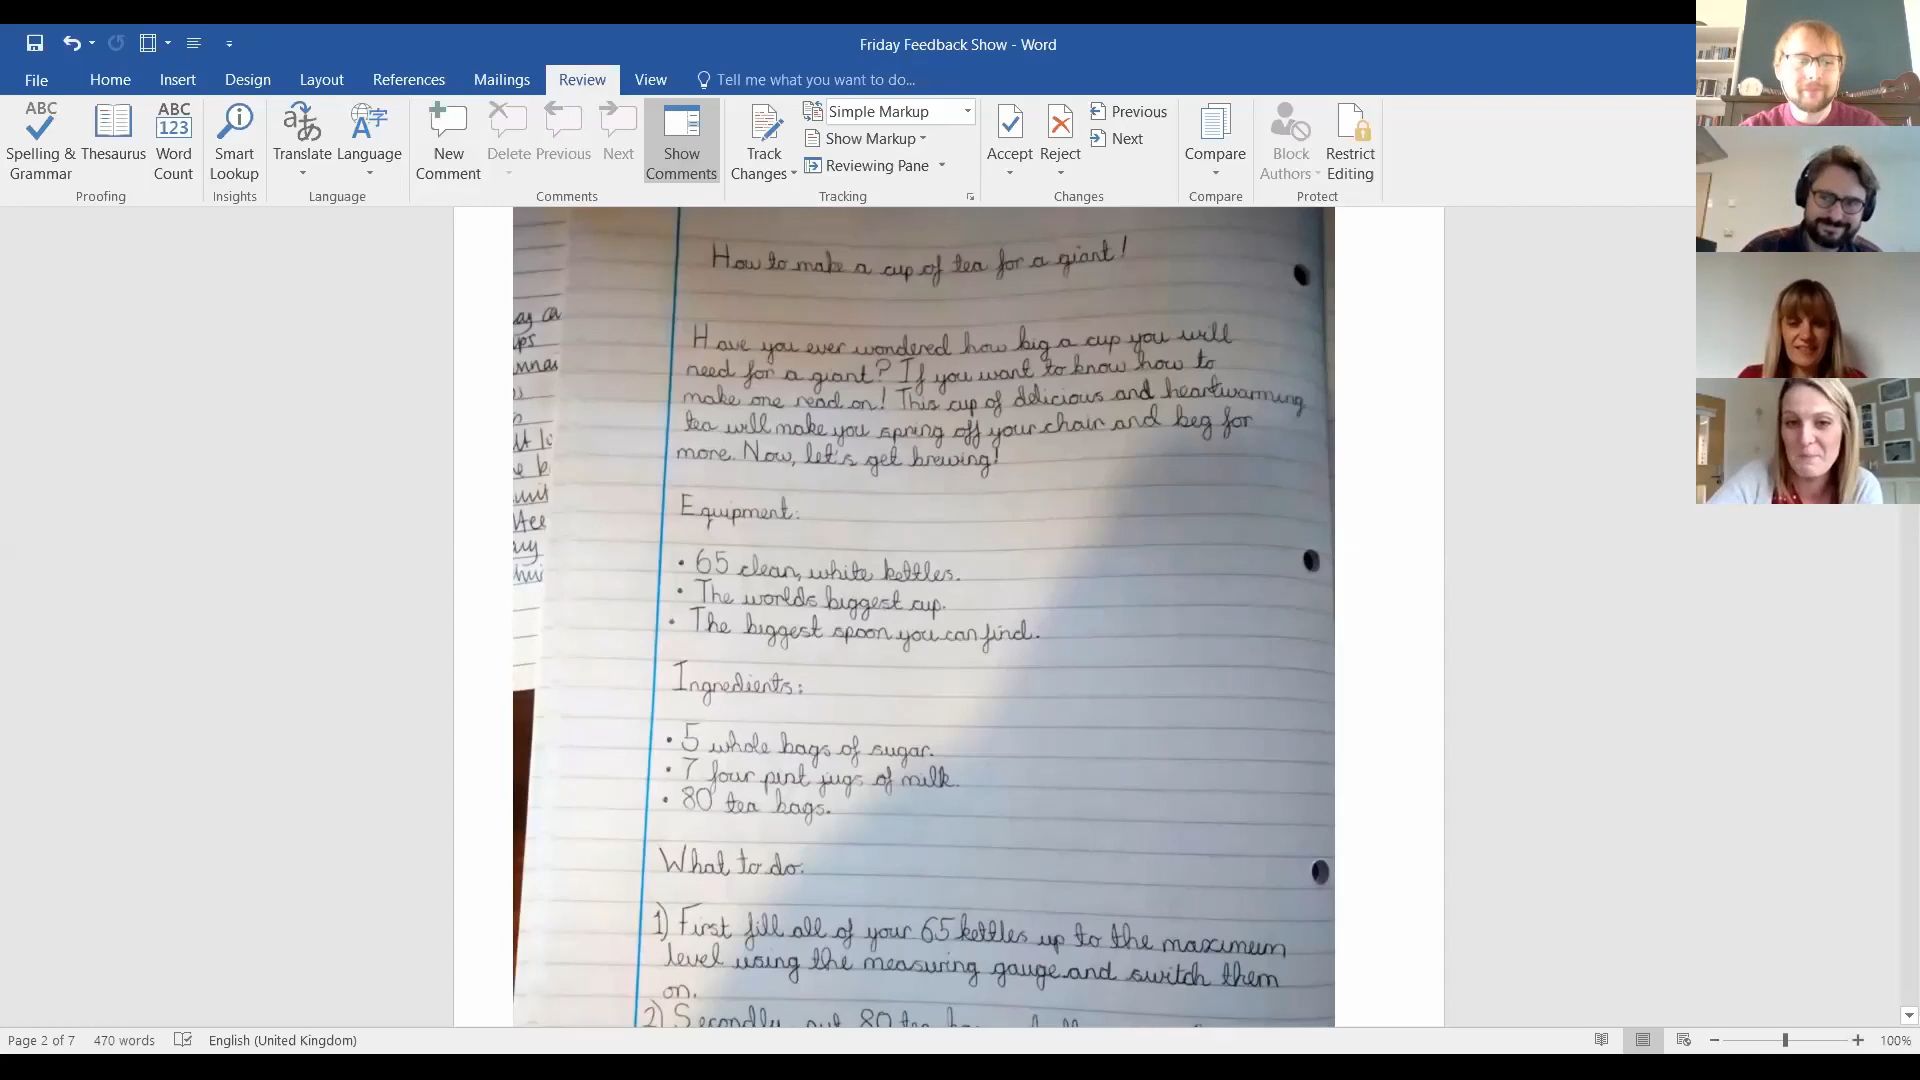 Friday Feedback Show - Word
File Home Insert Design Layout References Mailings Review View Tell me what you want to do...
ABC
Spelling &
Grammar
Thesaurus
ABC
123
Word
Count
Proofing
Smart
Lookup
Insights
Translate
Language
Language
New
Comment
Delete
Previous
Next
Show
Comments
Comments
Track
Changes
Simple Markup
Show Markup
Reviewing Pane
Tracking
Accept
Reject
Previous
Next
Changes
Compare
Compare
Block
Authors
Restrict
Editing
Protect
How to make a cup of tea for a giant!
Have you ever wondered how big a cup you will
need for a giant? If you want to know how to
make one read on! This cup of delicious and heartwarming
tea will make you spring off your chair and beg for
more. Now, let's get brewing!
Equipment:
• 65 clean, white kettles.
• The worlds biggest cup.
• The biggest spoon you can find.
Ingredients:
• 5 whole bags of sugar.
• 7 four pint jugs of milk.
• 80 tea bags.
What to do:
1) First fill all of your 65 kettles up to the maximum
level using the measuring gauge and switch them
on.
2) Secondly, put 80 tea
Page 2 of 7 470 words English (United Kingdom) 100%